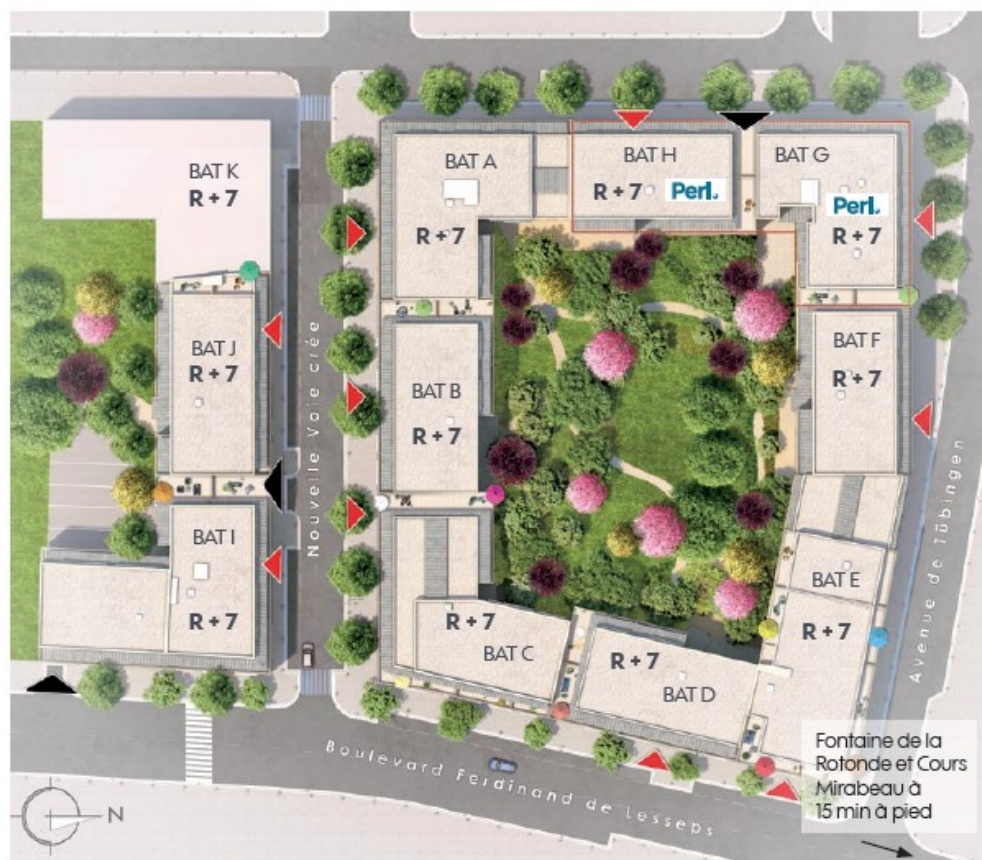 BAT K
R + 7
BAT A
R + 7
BAT H
R + 7
Perl
BAT G
Perl
R + 7
BAT J
R + 7
Nouvelle Voie crée
BAT B
R + 7
BAT F
R + 7
BAT I
R + 7
R + 7
BAT C
R + 7
BAT D
BAT E
R + 7
Avenue de Tübingen
Boulevard Ferdinand de Lesseps
Fontaine de la
Rotonde et Cours
Mirabeau à
15 min à pied
N